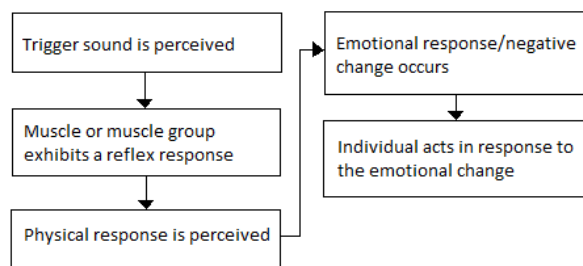 Trigger sound is perceived
Muscle or muscle group
exhibits a reflex response
Physical response is perceived
Emotional response/negative
change occurs
Individual acts in response to
the emotional change